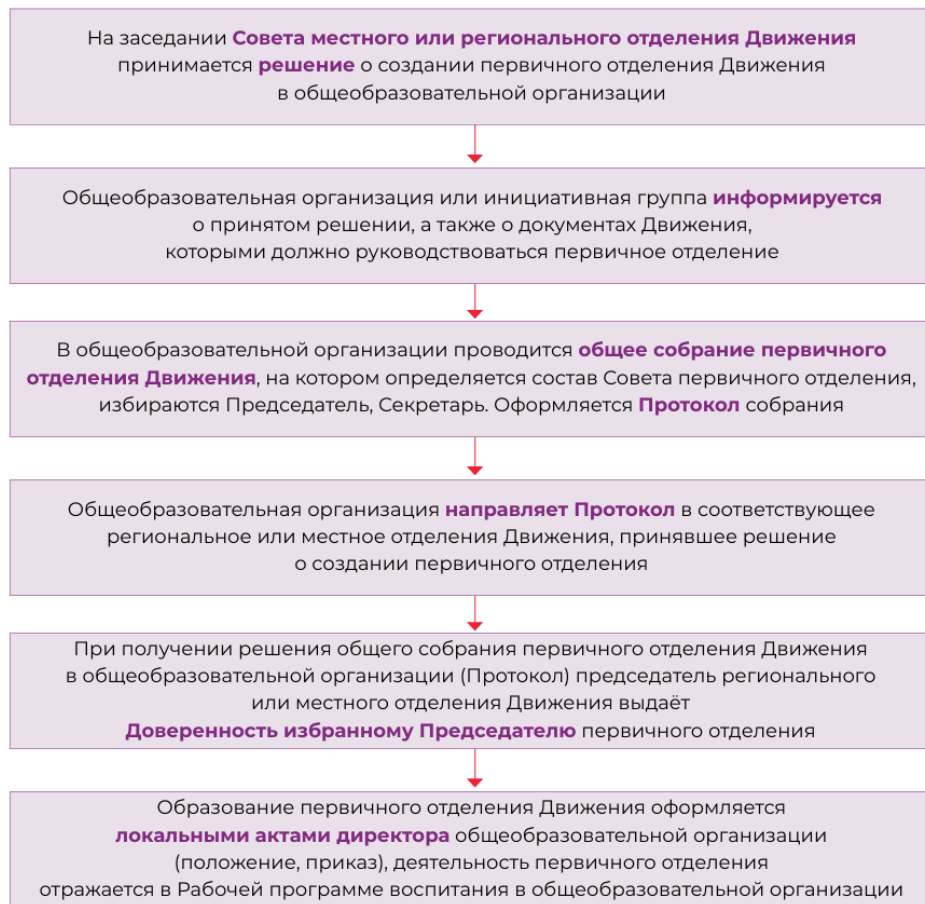 На заседании Совета местного или регионального отделения Движения
принимается решение о создании первичного отделения Движения
в общеобразовательной организации
Общеобразовательная организация или инициативная группа информируется
о принятом решении, а также о документах Движения,
которыми должно руководствоваться первичное отделение
В общеобразовательной организации проводится общее собрание первичного
отделения Движения, на котором определяется состав Совета первичного отделения,
избираются Председатель, Секретарь. Оформляется Протокол собрания
Общеобразовательная организация направляет Протокол в соответствующее
региональное или местное отделения Движения, принявшее решение
о создании первичного отделения
При получении решения общего собрания первичного отделения Движения
в общеобразовательной организации (Протокол) председатель регионального
или местного отделения Движения выдаёт
Доверенность избранному Председателю первичного отделения
Образование первичного отделения Движения оформляется
локальными актами директора общеобразовательной организации
(положение, приказ), деятельность первичного отделения
отражается в Рабочей программе воспитания в общеобразовательной организации